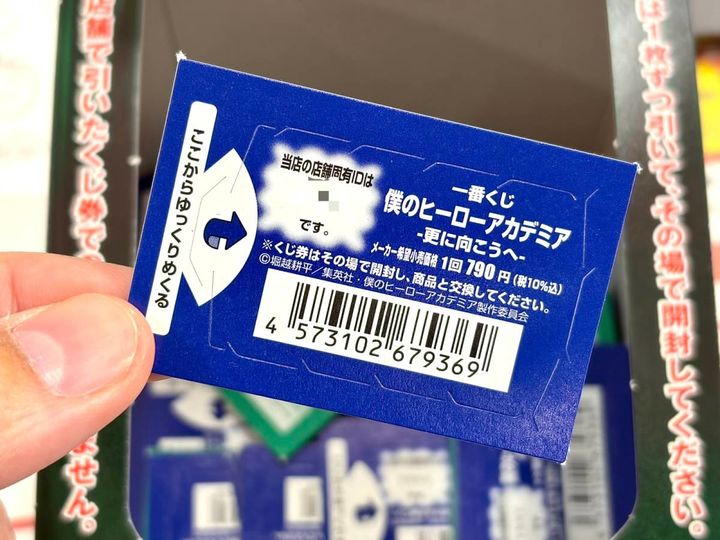 店舗で引いたくじ券での
ません。
ここからゆっくりめくる
当店の店舗固有IDは
です。
一番くじ
僕のヒーローアカデミア
-更に向こうへ-
メーカー希望小売価格 1回 790 円 (税10%込)
※くじ券はその場で開封し、商品と交換してください。
©堀越耕平／集英社・僕のヒーローアカデミア製作委員会
4 573102 679369
は1枚ずつ引いて、その場で開封してください。